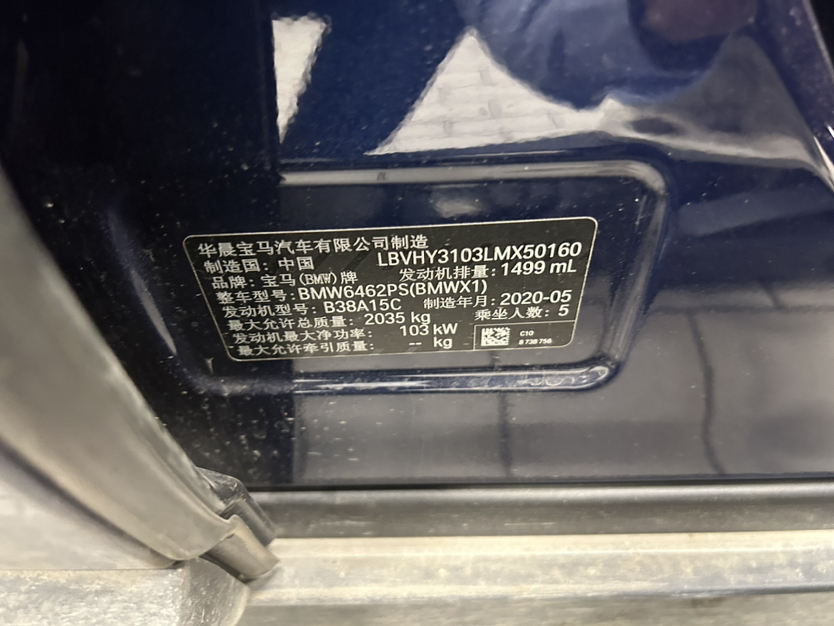 华晨宝马汽车有限公司制造
制造国：中国 LBVHY3103LMX50160
品牌：宝马(BMW)牌 发动机排量：1499 mL
整车型号：BMW6462PS(BMWX1)
发动机型号：B38A15C 制造年月：2020-05
最大允许总质量：2035 kg 乘坐人数：5
发动机最大净功率：103 kW
最大允许牵引质量：-- kg
C10
8 738 756